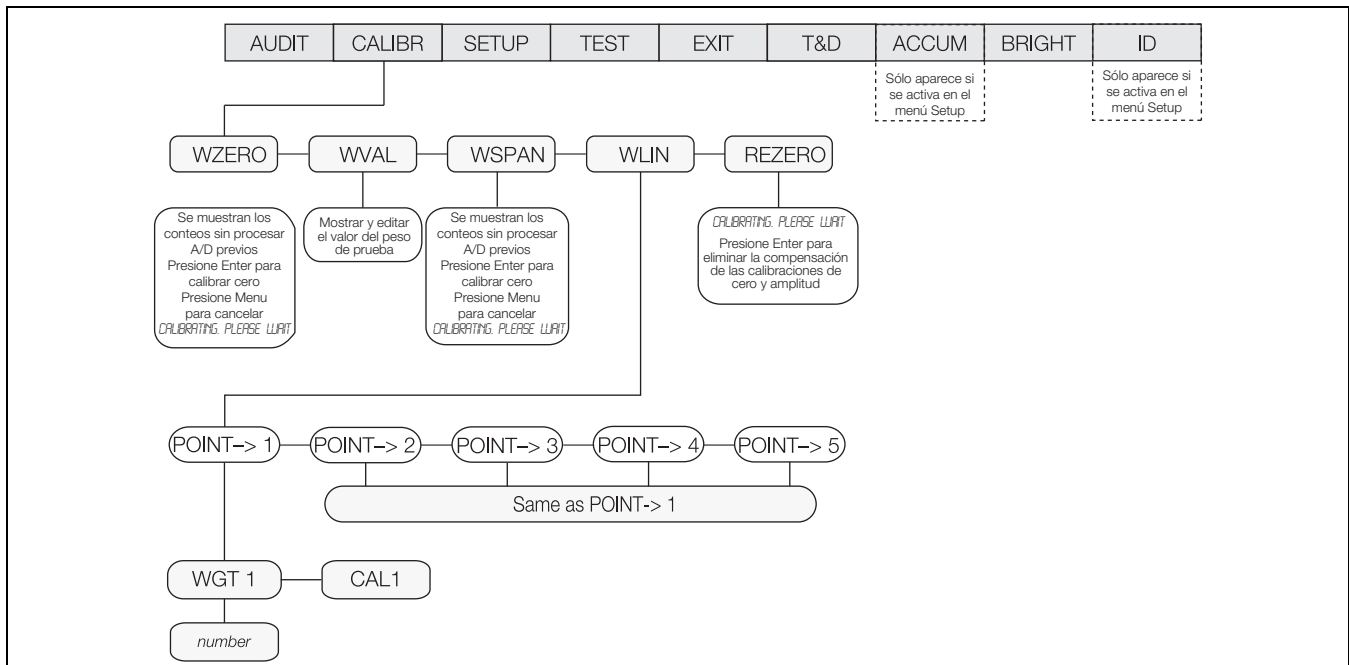 AUDIT CALIBR SETUP TEST EXIT T&D ACCUM BRIGHT ID
Sólo aparece si
se activa en el
menú Setup
Sólo aparece si
se activa en el
menú Setup
WZERO WVAL WSPAN WLIN REZERO
Se muestran los
conteos sin procesar
A/D previos
Presione Enter para
calibrar cero
Presione Menu
para cancelar
CALIBRATING. PLEASE WAIT
Mostrar y editar
el valor del peso
de prueba
Se muestran los
conteos sin procesar
A/D previos
Presione Enter para
calibrar cero
Presione Menu
para cancelar
CALIBRATING. PLEASE WAIT
CALIBRATING. PLEASE WAIT
Presione Enter para
eliminar la compensación
de las calibraciones de
cero y amplitud
POINT–> 1 POINT–> 2 POINT–> 3 POINT–> 4 POINT–> 5
Same as POINT-> 1
WGT 1 CAL1
number